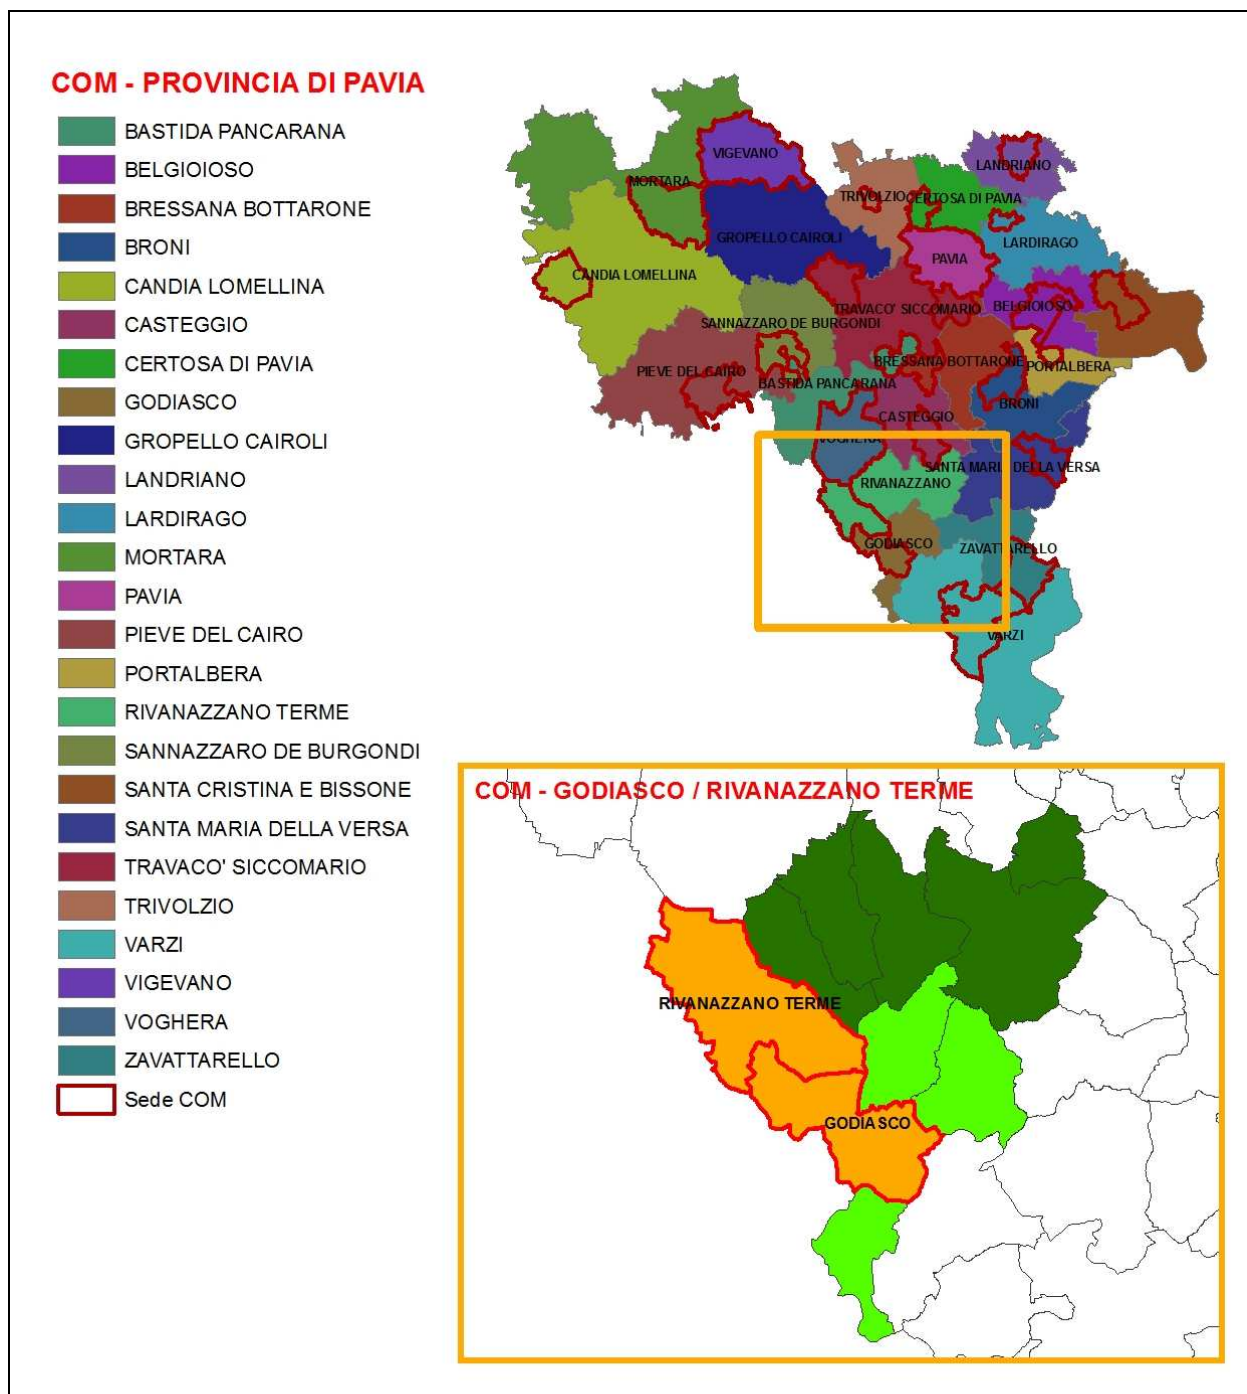 COM - PROVINCIA DI PAVIA
BASTIDA PANCARANA
BELGIOIOSO
BRESSANA BOTTARONE
BRONI
CANDIA LOMELLINA
CASTEGGIO
CERTOSA DI PAVIA
GODIASCO
GROPELLO CAIROLI
LANDRIANO
LARDIRAGO
MORTARA
PAVIA
PIEVE DEL CAIRO
PORTALBERA
RIVANAZZANO TERME
SANNAZZARO DE BURGONDI
SANTA CRISTINA E BISSONE
SANTA MARIA DELLA VERSA
TRAVACO' SICCOMARIO
TRIVOLZIO
VARZI
VIGEVANO
VOGHERA
ZAVATTARELLO
Sede COM
VIGEVANO
LANDRIANO
MORTARA
TRIVOLZIO
CERTOSA DI PAVIA
GROPELLO CAIROLI
LARDIRAGO
PAVIA
CANDIA LOMELLINA
BELGIOIOSO
TRAVACO' SICCOMARIO
SANNAZZARO DE BURGONDI
BRESSANA BOTTARONE
PORTALBERA
PIEVE DEL CAIRO
BASTIDA PANCARANA
BRONI
CASTEGGIO
VOGHERA
SANTA MARIA DELLA VERSA
RIVANAZZANO
GODIASCO
ZAVATTARELLO
VARZI
COM - GODIASCO / RIVANAZZANO TERME
RIVANAZZANO TERME
GODIASCO